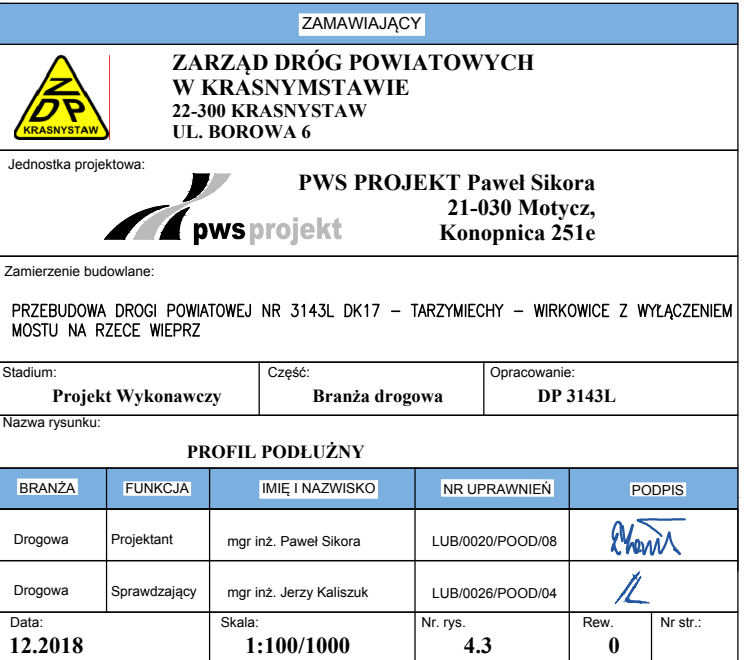 ZAMAWIAJĄCY
ZDP
KRASNYSTAW
ZARZĄD DRÓG POWIATOWYCH
W KRASNYMSTAWIE
22-300 KRASNYSTAW
UL. BOROWA 6
Jednostka projektowa:
pwsprojekt
PWS PROJEKT Paweł Sikora
21-030 Motycz,
Konopnica 251e
Zamierzenie budowlane:
PRZEBUDOWA DROGI POWIATOWEJ NR 3143L DK17 – TARZYMIECHY – WIRKOWICE Z WYŁĄCZENIEM
MOSTU NA RZECE WIEPRZ
Stadium: Część: Opracowanie:
Projekt Wykonawczy Branża drogowa DP 3143L
Nazwa rysunku:
PROFIL PODŁUŻNY
BRANŻA FUNKCJA IMIĘ I NAZWISKO NR UPRAWNIEŃ PODPIS
Drogowa Projektant mgr inż. Paweł Sikora LUB/0020/POOD/08
Drogowa Sprawdzający mgr inż. Jerzy Kaliszuk LUB/0026/POOD/04
Data: Skala: Nr. rys. Rew. Nr str.:
12.2018 1:100/1000 4.3 0